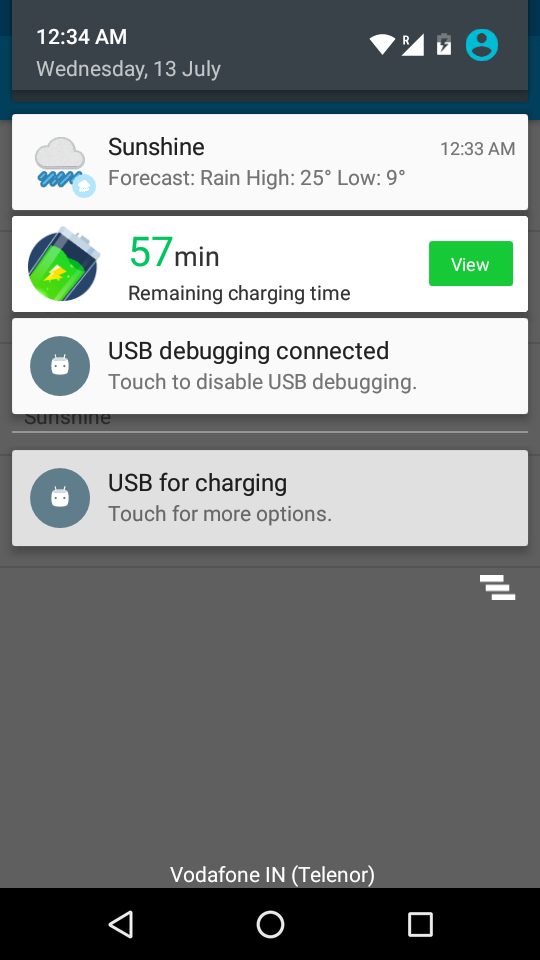 12:34 AM
Wednesday, 13 July
R
Sunshine
12:33 AM
Forecast: Rain High: 25° Low: 9°
57min
Remaining charging time
View
USB debugging connected
Touch to disable USB debugging.
Sunshine
USB for charging
Touch for more options.
Vodafone IN (Telenor)